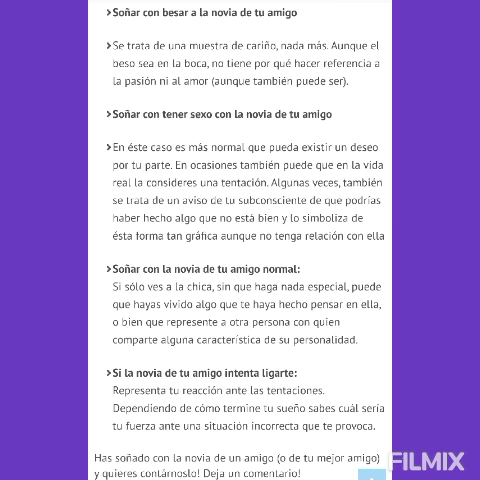 ›Soñar con besar a la novia de tu amigo
›Se trata de una muestra de cariño, nada más. Aunque el
beso sea en la boca, no tiene por qué hacer referencia a
la pasión ni al amor (aunque también puede ser).
›Soñar con tener sexo con la novia de tu amigo
›En éste caso es más normal que pueda existir un deseo
por tu parte. En ocasiones también puede que en la vida
real la consideres una tentación. Algunas veces, también
se trata de un aviso de tu subconsciente de que podrías
haber hecho algo que no está bien y lo simboliza de
ésta forma tan gráfica aunque no tenga relación con ella
›Soñar con la novia de tu amigo normal:
Si sólo ves a la chica, sin que haga nada especial, puede
que hayas vivido algo que te haya hecho pensar en ella,
o bien que represente a otra persona con quien
comparte alguna característica de su personalidad.
›Si la novia de tu amigo intenta ligarte:
Representa tu reacción ante las tentaciones.
Dependiendo de cómo termine tu sueño sabes cuál sería
tu fuerza ante una situación incorrecta que te provoca.
Has soñado con la novia de un amigo (o de tu mejor amigo)
y quieres contárnoslo! Deja un comentario!
FILMIX